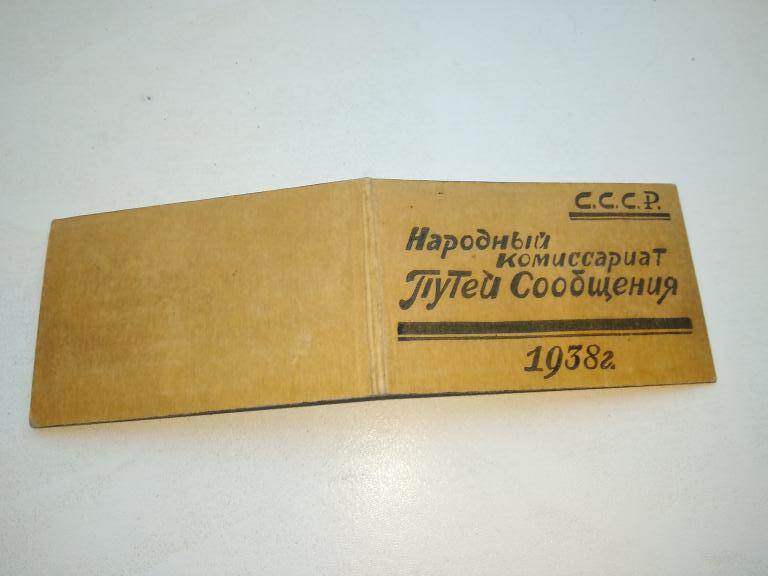 С.С.С.Р.
Народный
комиссариат
Путей Сообщения
1938г.